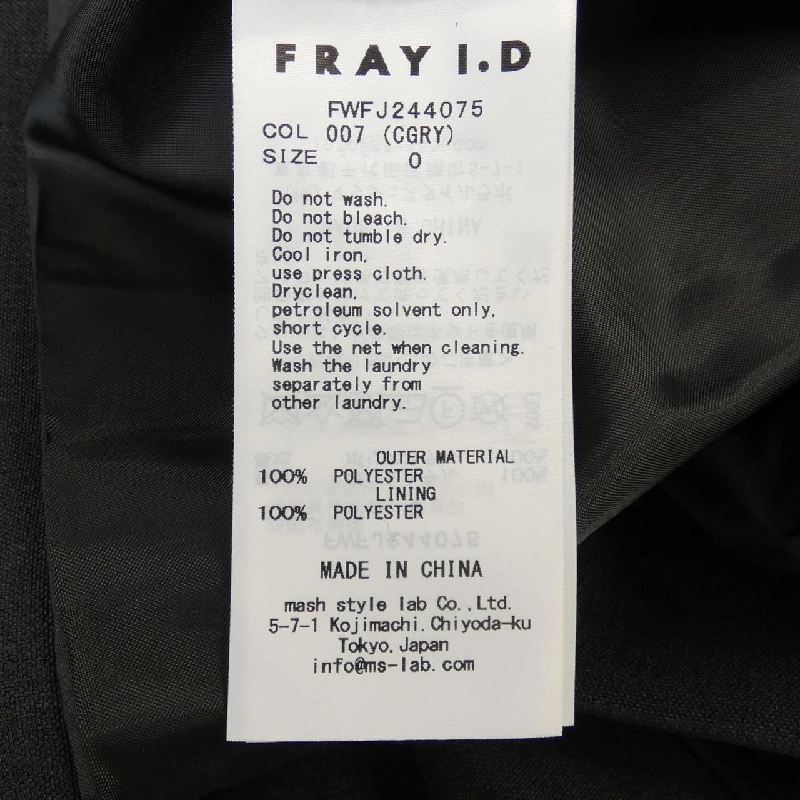 FRAY I.D
FWFJ244075
COL 007 (CGRY)
SIZE 0
Do not wash.
Do not bleach.
Do not tumble dry.
Cool iron,
use press cloth.
Dryclean,
petroleum solvent only,
short cycle.
Use the net when cleaning.
Wash the laundry
separately from
other laundry.
OUTER MATERIAL
100% POLYESTER
LINING
100% POLYESTER
MADE IN CHINA
mash style lab Co.,Ltd.
5-7-1 Kojimachi.Chiyoda-ku
Tokyo,Japan
info@ms-lab.com